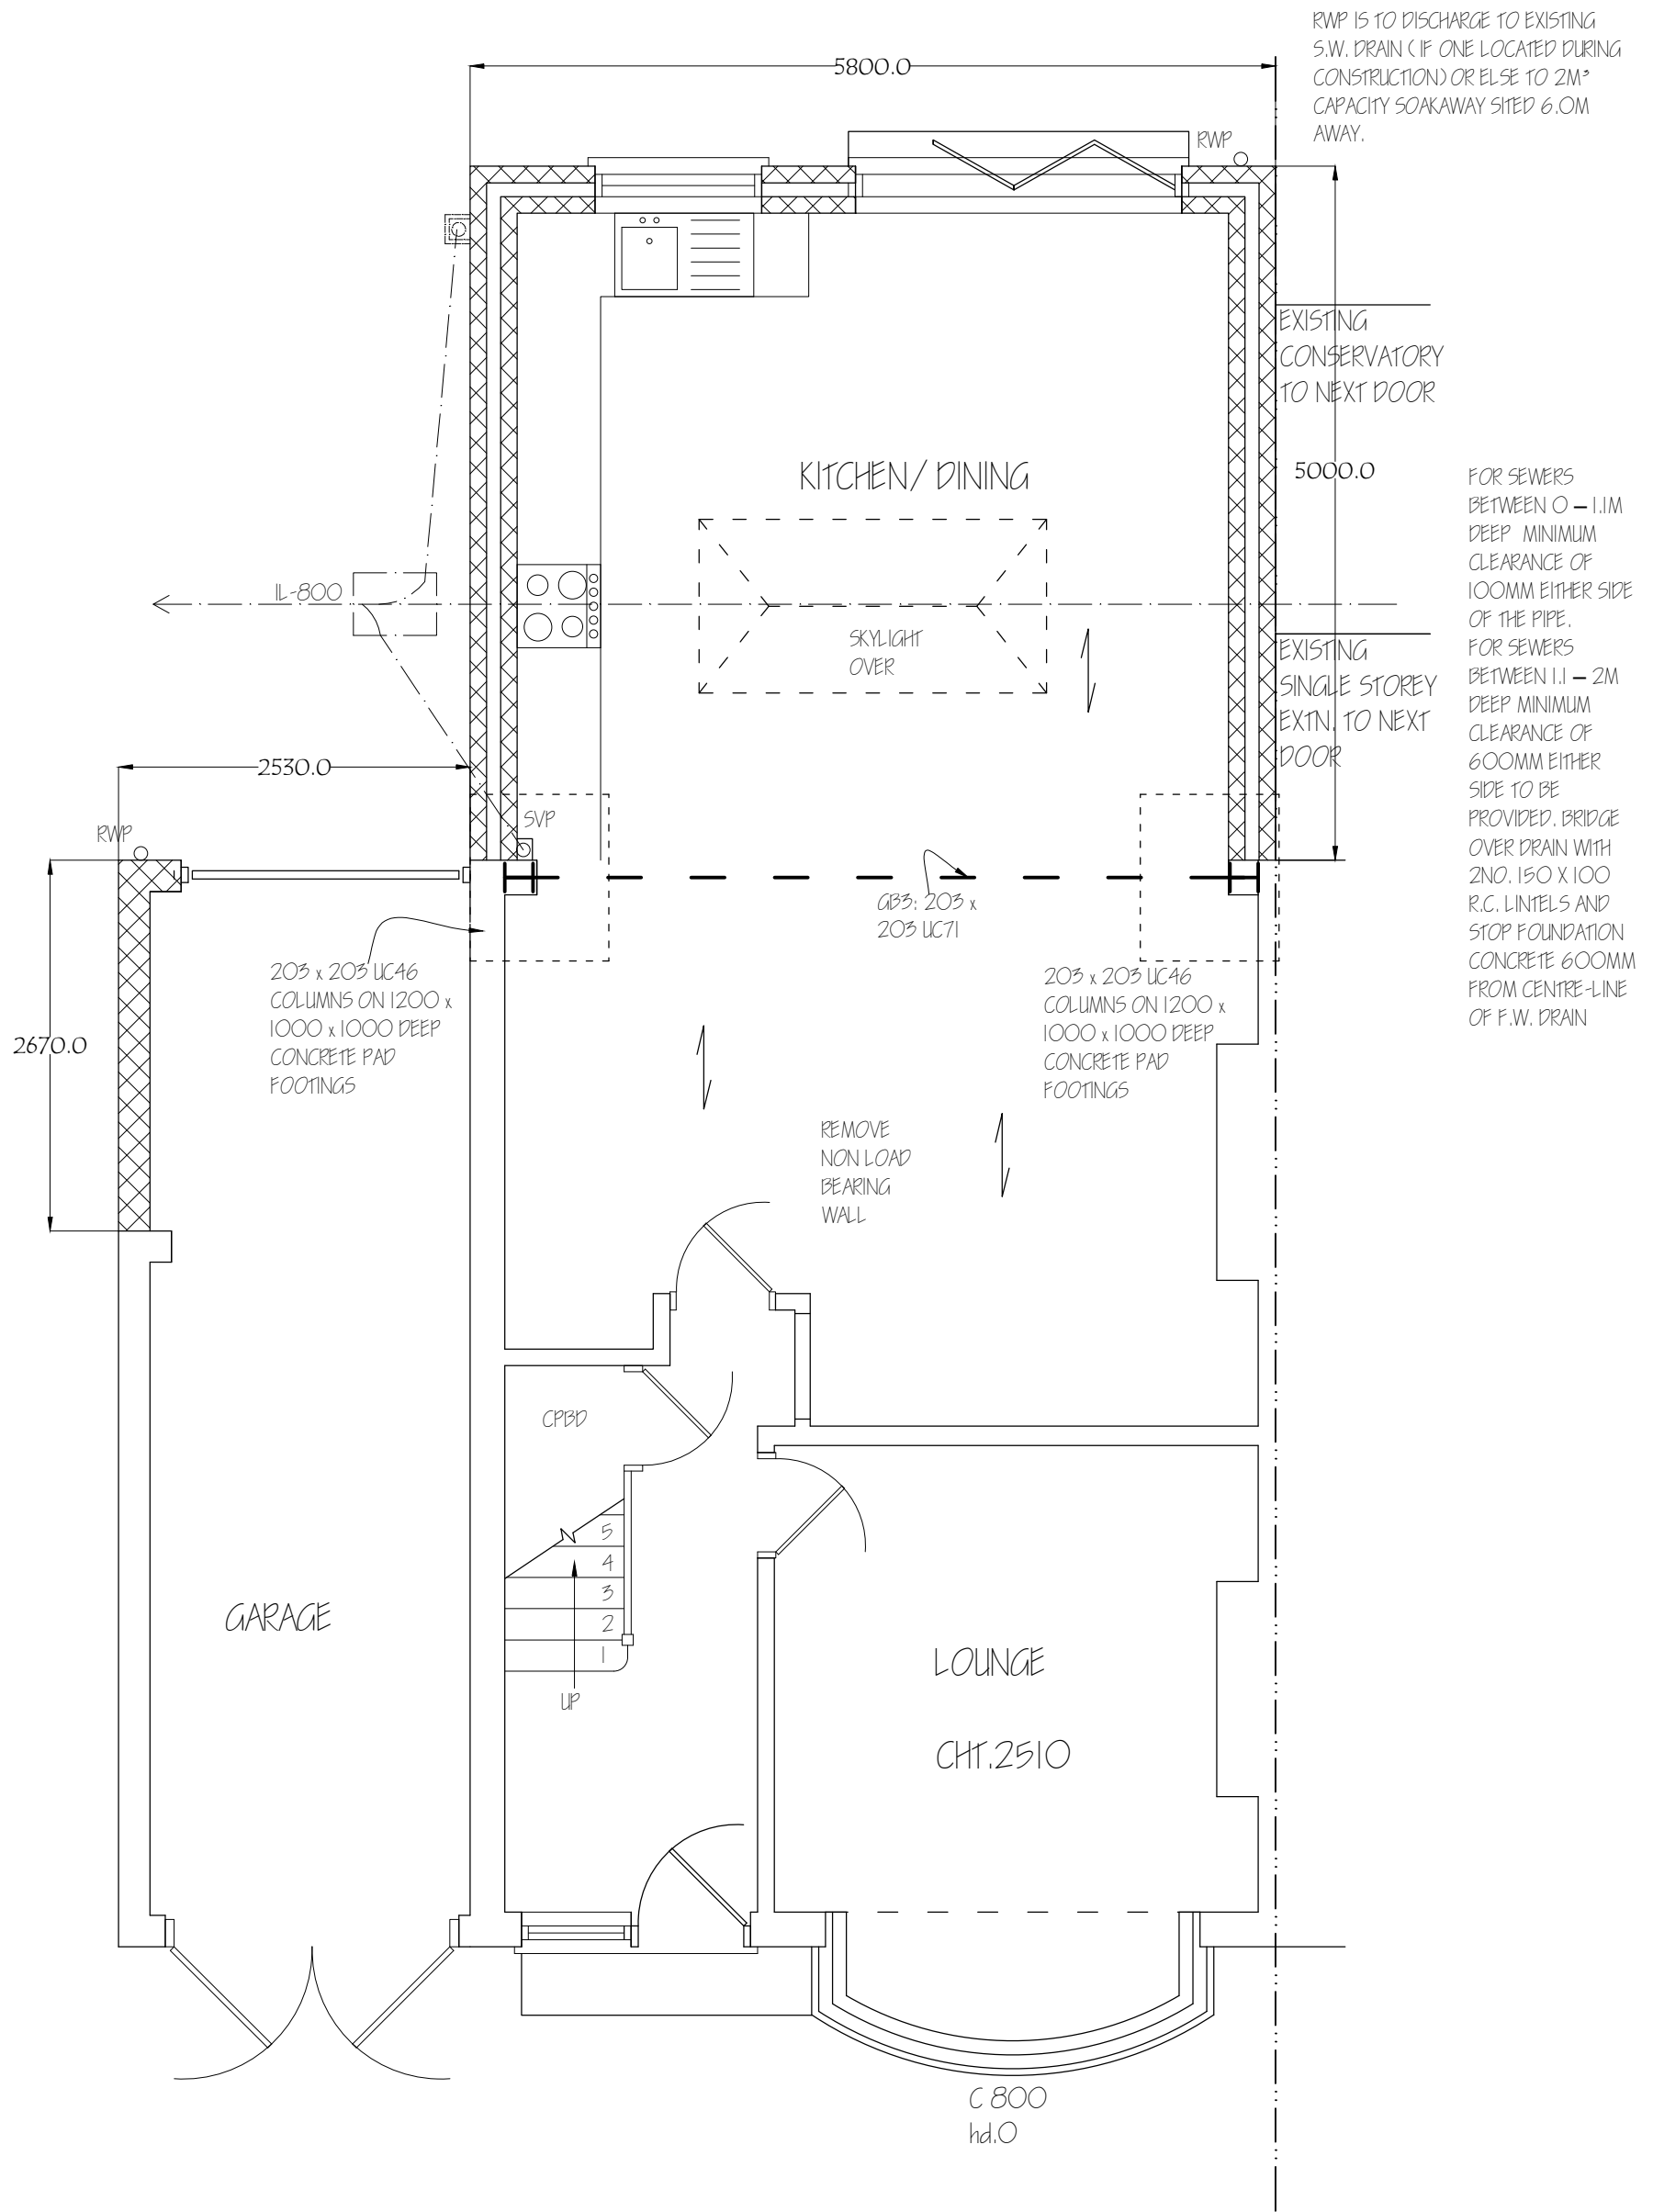 RWP IS TO DISCHARGE TO EXISTING
S.W. DRAIN ( IF ONE LOCATED DURING
CONSTRUCTION) OR ELSE TO 2M³
CAPACITY SOAKAWAY SITED 6.0M
AWAY.
5800.0
RWP
EXISTING
CONSERVATORY
TO NEXT DOOR
KITCHEN/ DINING
5000.0
FOR SEWERS
BETWEEN 0 – 1.1M
DEEP MINIMUM
CLEARANCE OF
100MM EITHER SIDE
OF THE PIPE.
FOR SEWERS
BETWEEN 1.1 – 2M
DEEP MINIMUM
CLEARANCE OF
600MM EITHER
SIDE TO BE
PROVIDED. BRIDGE
OVER DRAIN WITH
2NO. 150 X 100
R.C. LINTELS AND
STOP FOUNDATION
CONCRETE 600MM
FROM CENTRE-LINE
OF F.W. DRAIN
IL-800
SKYLIGHT
OVER
EXISTING
SINGLE STOREY
EXTN. TO NEXT
DOOR
2530.0
SVP
RWP
GB3: 203 x
203 UC71
203 x 203 UC46
COLUMNS ON 1200 x
1000 x 1000 DEEP
CONCRETE PAD
FOOTINGS
203 x 203 UC46
COLUMNS ON 1200 x
1000 x 1000 DEEP
CONCRETE PAD
FOOTINGS
2670.0
REMOVE
NON LOAD
BEARING
WALL
CPBD
5
4
3
2
1
UP
GARAGE
LOUNGE
CHT.2510
C 800
hd.0